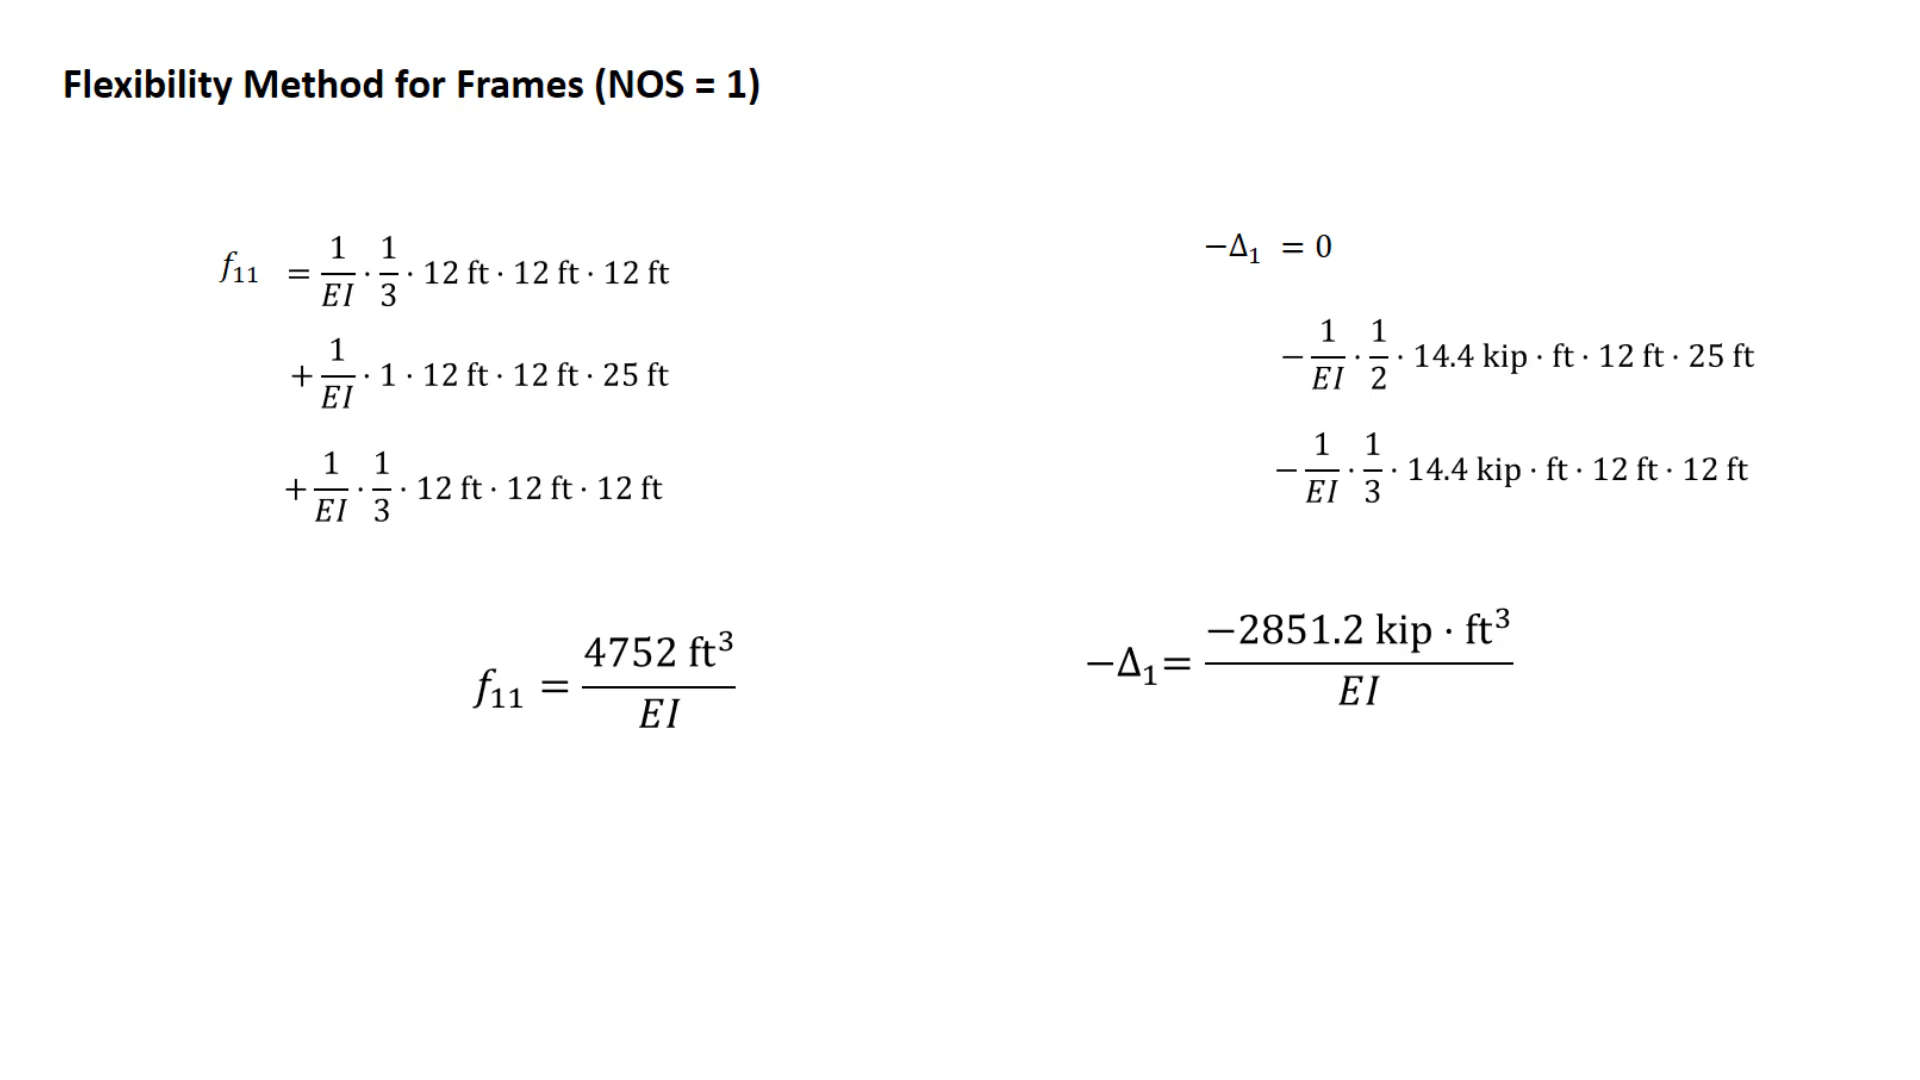 Flexibility Method for Frames (NOS = 1)
f₁₁ = 1/EI · 1/3 · 12 ft · 12 ft · 12 ft
+ 1/EI · 1 · 12 ft · 12 ft · 25 ft
+ 1/EI · 1/3 · 12 ft · 12 ft · 12 ft
f₁₁ = 4752 ft³/EI
−Δ₁ = 0
− 1/EI · 1/2 · 14.4 kip · ft · 12 ft · 25 ft
− 1/EI · 1/3 · 14.4 kip · ft · 12 ft · 12 ft
−Δ₁= −2851.2 kip · ft³/EI